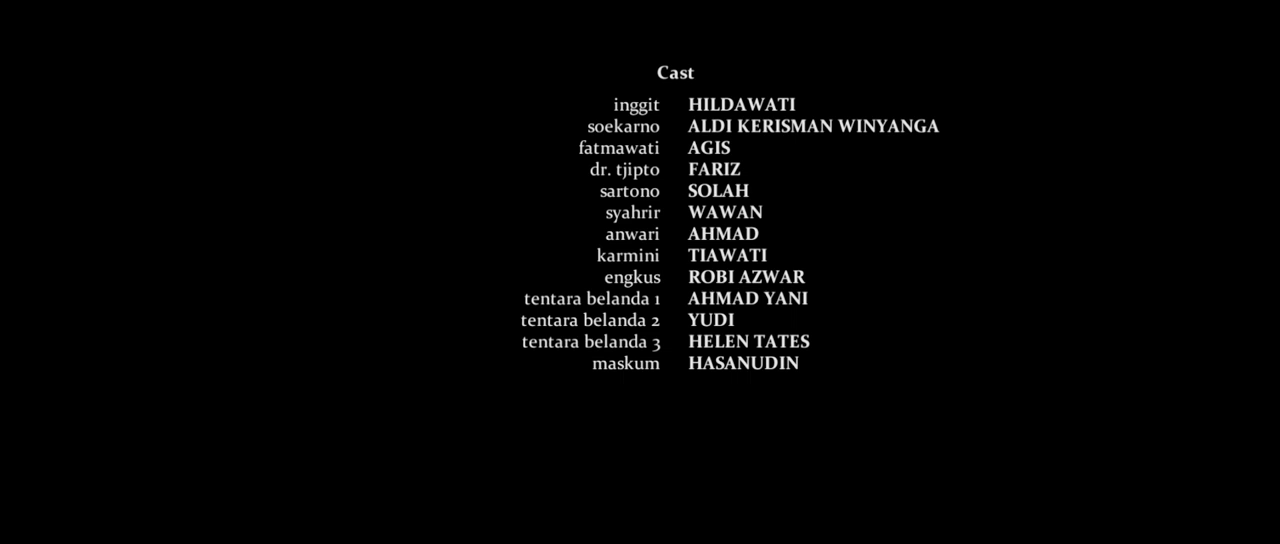 Cast
inggit HILDAWATI
soekarno ALDI KERISMAN WINYANGA
fatmawati AGIS
dr. tjipto FARIZ
sartono SOLAH
syahrir WAWAN
anwari AHMAD
karmini TIAWATI
engkus ROBI AZWAR
tentara belanda 1 AHMAD YANI
tentara belanda 2 YUDI
tentara belanda 3 HELEN TATES
maskum HASANUDIN